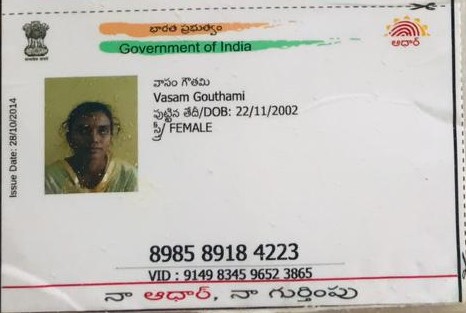 భారత ప్రభుత్వం
Government of India
ఆధార్
Issue Date: 28/10/2014
వాసం గౌతమి
Vasam Gouthami
పుట్టిన తేదీ/DOB: 22/11/2002
స్త్రీ/ FEMALE
8985 8918 4223
VID : 9149 8345 9652 3865
నా ఆధార్, నా గుర్తింపు